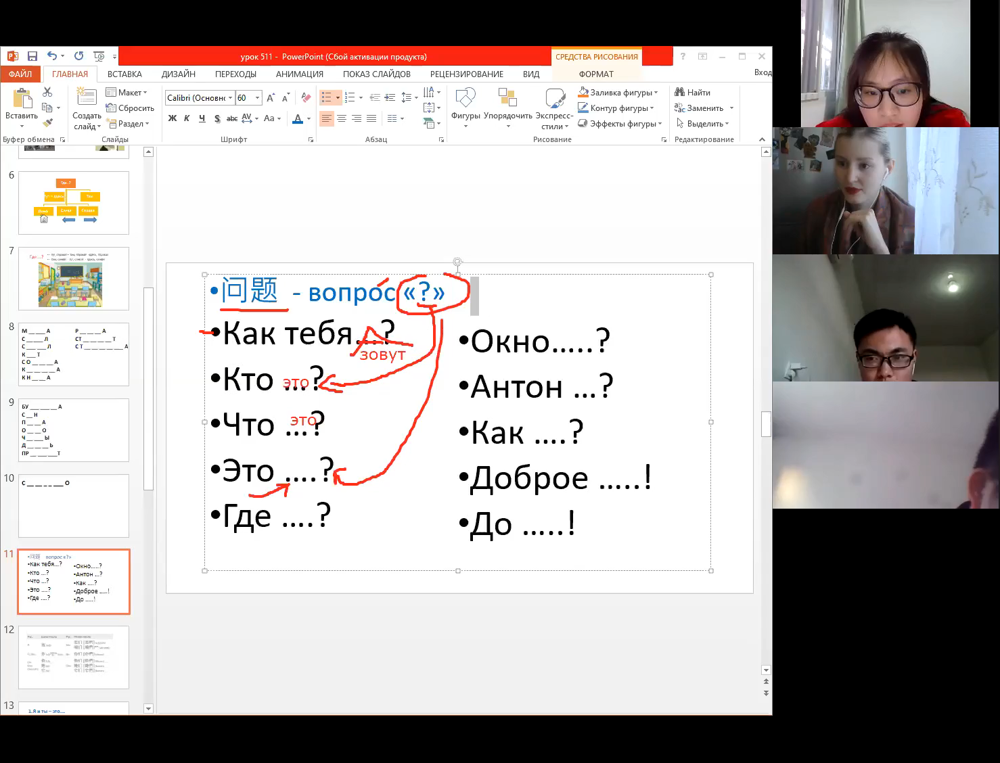 урок 511 - PowerPoint (Сбой активации продукта)
СРЕДСТВА РИСОВАНИЯ
ФАЙЛ ГЛАВНАЯ ВСТАВКА ДИЗАЙН ПЕРЕХОДЫ АНИМАЦИЯ ПОКАЗ СЛАЙДОВ РЕЦЕНЗИРОВАНИЕ ВИД ФОРМАТ Вход
Вставить
Создать слайд
Макет
Сбросить
Раздел
Calibri (Основн 60
Ж К Ч S abc AV Aa A
Фигуры Упорядочить Экспресс-стили
Заливка фигуры
Контур фигуры
Эффекты фигуры
Найти
Заменить
Выделить
Буфер обмена Слайды Шрифт Абзац Рисование Редактирование
6
Где..?
Там
Дома Слева Справа
7
Где....?
8
М _ _ _ А
С _ _ _ Л
С _ _ _ Л
К _ _ Т
СО _ _ _ _ А
К _ _ _ _ _ А
КН _ _ А
Р _ _ _ _ А
СТ _ _ _ _ Т
СТ _ _ _ _ _ А
9
БУ _ _ _ _ А
С _ Н
П _ _ А
О _ _ О
Ч _ _ _ Ы
Д _ _ _ _ Ь
ПР _ _ _ _ Т
10
С _ _ _ _ _ _ О
11
•问题 вопрос «?»
•Как тебя...?
•Кто ...?
•Что ...?
•Это ....?
•Где ....?
•Окно.....?
•Антон ...?
•Как ....?
•Доброе .....!
•До .....!
12
13
1.Я и ты – это....
•问题 - вопрос «?»
•Как тебя...?
зовут
•Кто ...?
это
•Что ...?
это
•Это ....?
•Где ....?
•Окно.....?
•Антон ...?
•Как ....?
•Доброе .....!
•До .....!